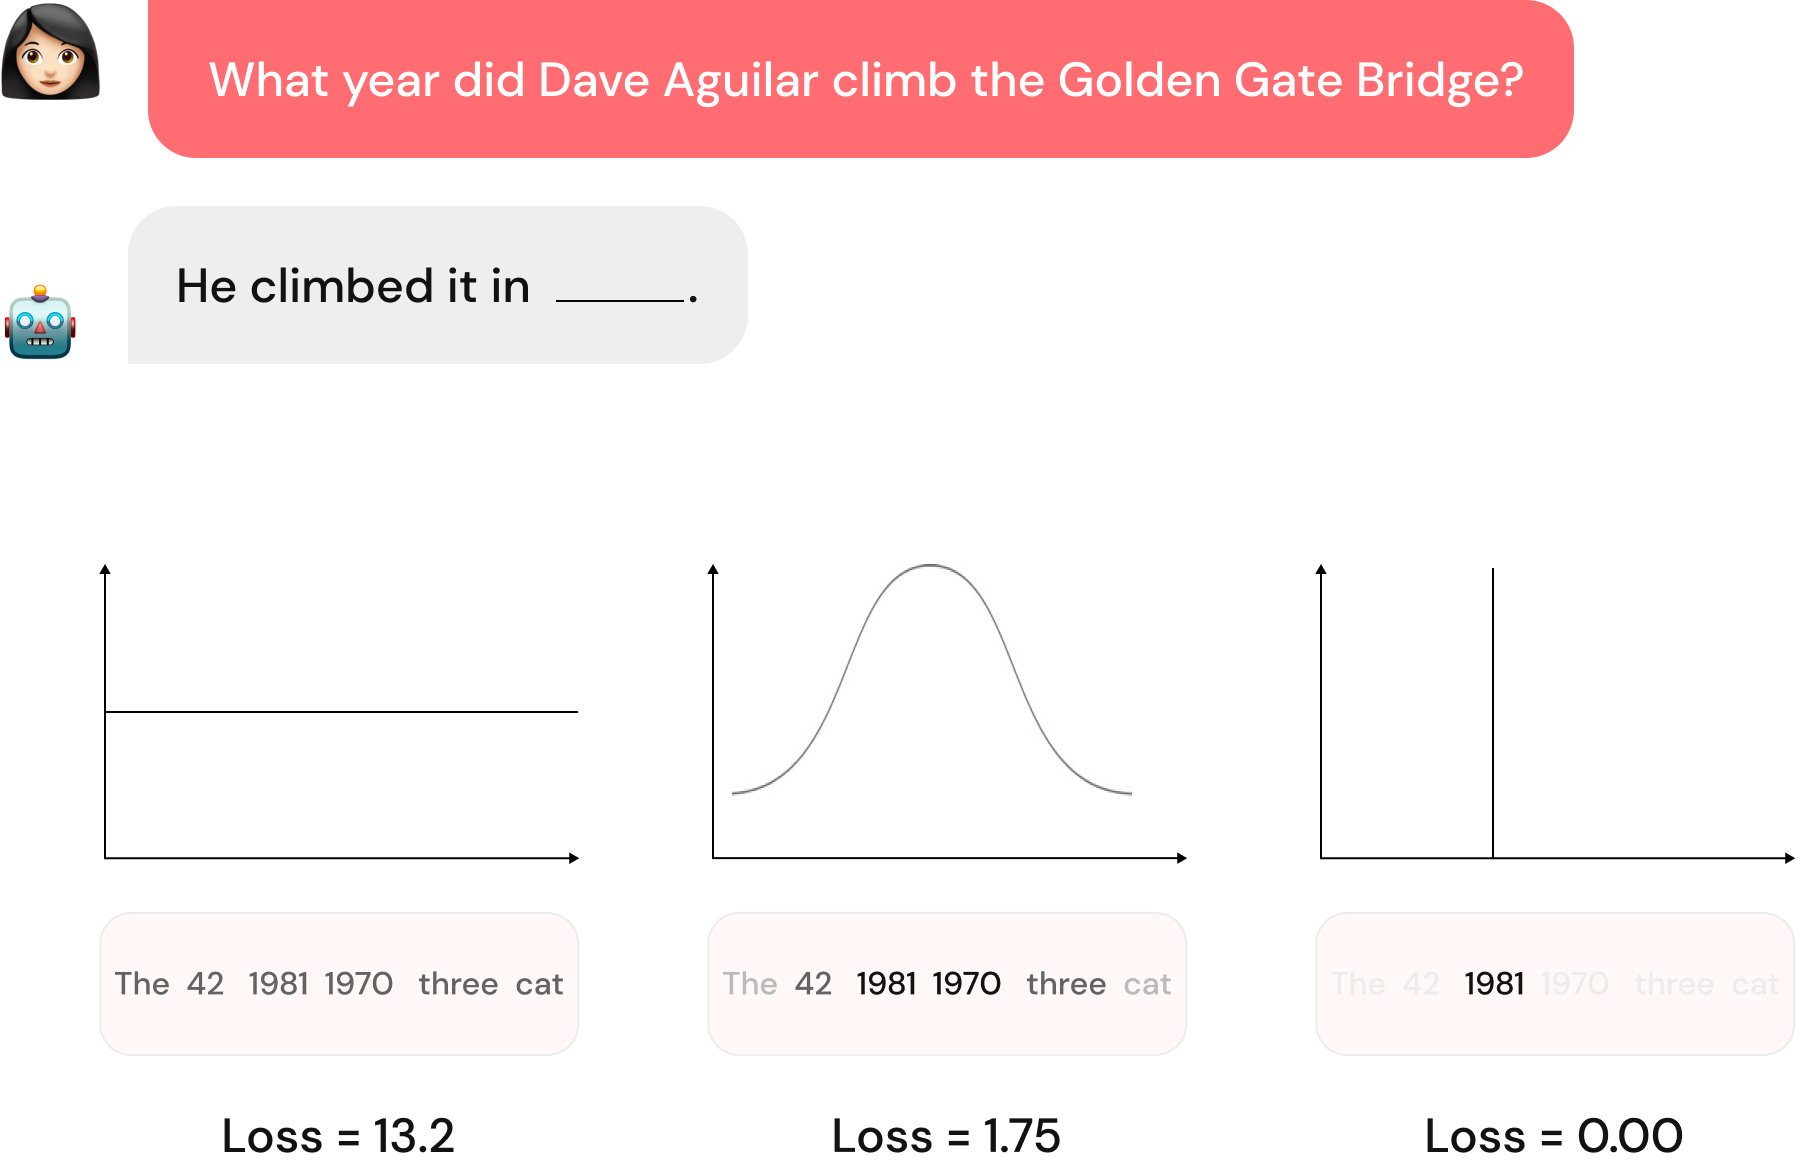 What year did Dave Aguilar climb the Golden Gate Bridge?
He climbed it in ______.
The 42 1981 1970 three cat
The 42 1981 1970 three cat
The 42 1981 1970 three cat
Loss = 13.2
Loss = 1.75
Loss = 0.00